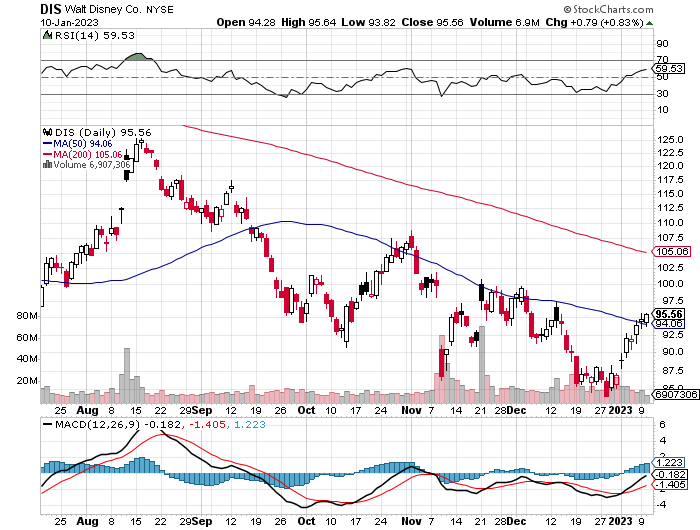 DIS Walt Disney Co. NYSE © StockCharts.com
10-Jan-2023 Open 94.28 High 95.64 Low 93.82 Close 95.56 Volume 6.9M Chg +0.79 (+0.83%)
RSI(14) 59.53
90
70
59.53
50
30
10
DIS (Daily) 95.56
MA(50) 94.06
MA(200) 105.06
Volume 6,907,306
125.0
122.5
120.0
117.5
115.0
112.5
110.0
107.5
105.06
102.5
100.0
97.5
95.56
94.06
92.5
90.0
87.5
85.0
6907306
80M
60M
40M
20M
25 Aug 8 15 22 29 Sep 12 19 26 Oct 10 17 24 Nov 7 14 21 28 Dec 12 19 27 2023 9
MACD(12,26,9) -0.182, -1.405, 1.223
6
4
2
1.223
-0.182
-1.405
-4
25 Aug 8 15 22 29 Sep 12 19 26 Oct 10 17 24 Nov 7 14 21 28 Dec 12 19 27 2023 9